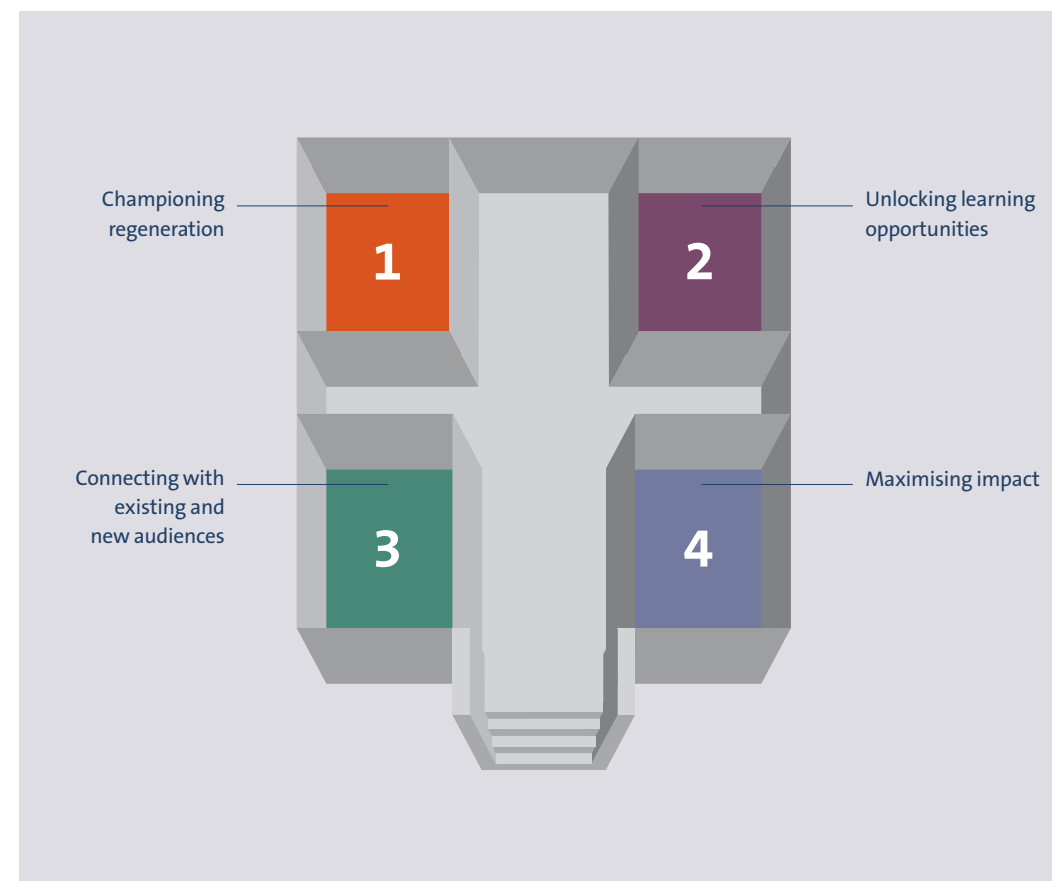 Championing
regeneration
1
2
Unlocking learning
opportunities
Connecting with
existing and
new audiences
3
4
Maximising impact